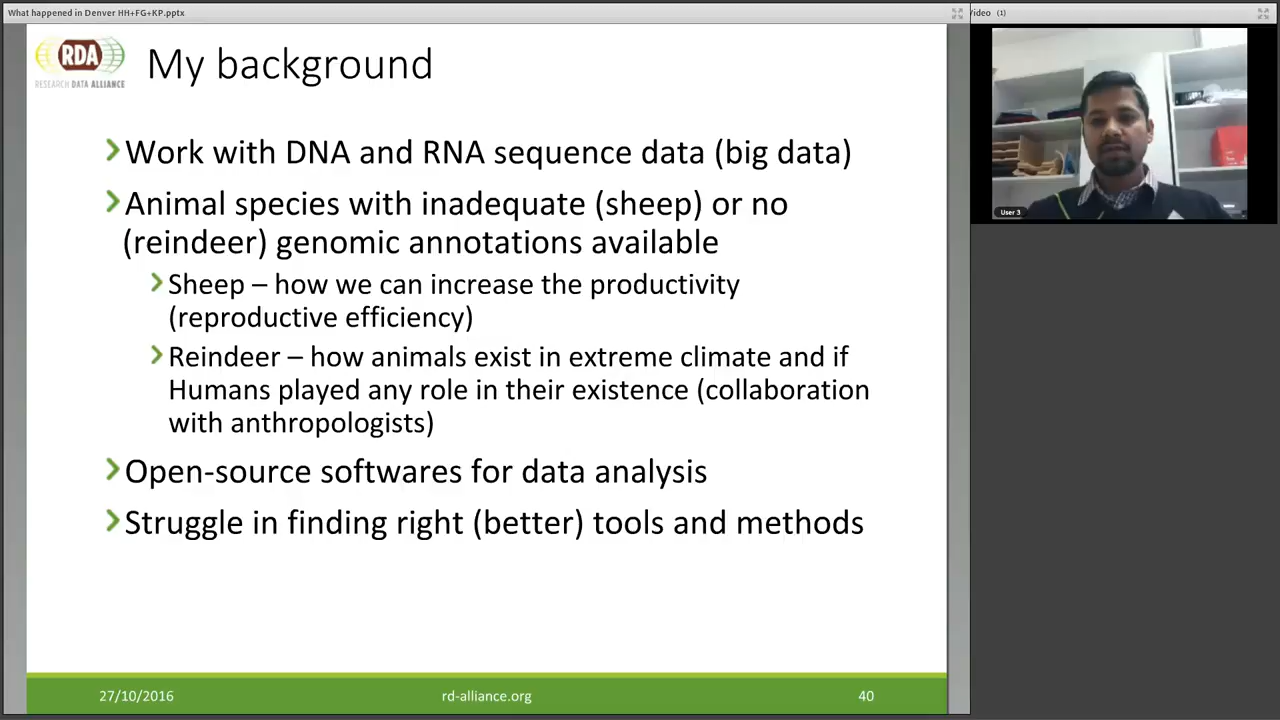 What happened in Denver HH+FG+KP.pptx
Video (1)
RDA
RESEARCH DATA ALLIANCE
My background
Work with DNA and RNA sequence data (big data)
Animal species with inadequate (sheep) or no
(reindeer) genomic annotations available
Sheep – how we can increase the productivity
(reproductive efficiency)
Reindeer – how animals exist in extreme climate and if
Humans played any role in their existence (collaboration
with anthropologists)
Open-source softwares for data analysis
Struggle in finding right (better) tools and methods
27/10/2016
rd-alliance.org
40
User 3